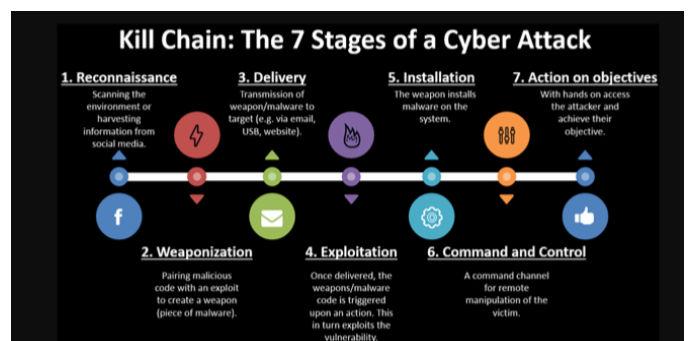 Kill Chain: The 7 Stages of a Cyber Attack
1. Reconnaissance
Scanning the
environment or
harvesting
information from
social media.
3. Delivery
Transmission of
weapon/malware to
target (e.g. via email,
USB, website).
5. Installation
The weapon installs
malware on the
system.
7. Action on objectives
With hands on access
the attacker and
achieve their
objective.
f
2. Weaponization
Pairing malicious
code with an exploit
to create a weapon
(piece of malware).
4. Exploitation
Once delivered, the
weapons/malware
code is triggered
upon an action. This
in turn exploits the
vulnerability.
6. Command and Control
A command channel
for remote
manipulation of the
victim.